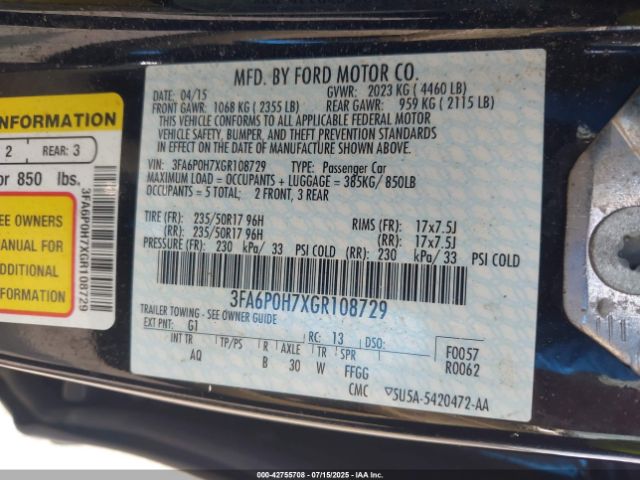 INFORMATION
2 REAR: 3
or 850 lbs.
SEE OWNERS
MANUAL FOR
ADDITIONAL
INFORMATION
3FA6P0H7XGR108729
MFD. BY FORD MOTOR CO.
DATE: 04/15 GVWR: 2023 KG ( 4460 LB)
FRONT GAWR: 1068 KG ( 2355 LB) REAR GAWR: 959 KG ( 2115 LB)
THIS VEHICLE CONFORMS TO ALL APPLICABLE FEDERAL MOTOR
VEHICLE SAFETY, BUMPER, AND THEFT PREVENTION STANDARDS IN
EFFECT ON THE DATE OF MANUFACTURE SHOWN ABOVE.
VIN: 3FA6P0H7XGR108729 TYPE: Passenger Car
MAXIMUM LOAD = OCCUPANTS + LUGGAGE = 385KG/ 850LB
OCCUPANTS = 5 TOTAL; 2 FRONT, 3 REAR
TIRE (FR): 235/50R17 96H RIMS (FR): 17x7.5J
(RR): 235/50R17 96H (RR): 17x7.5J
PRESSURE (FR): 230 kPa/ 33 PSI COLD (RR): 230 kPa/ 33 PSI COLD
3FA6P0H7XGR108729
TRAILER TOWING - SEE OWNER GUIDE
EXT PNT: G1 RC: 13 DSO: F0057
INT TR TP/PS R AXLE TR SPR R0062
AQ B 30 W FFGG
CMC ▽5U5A-5420472-AA
000-42755708 - 07/15/2025 - IAAI.COM